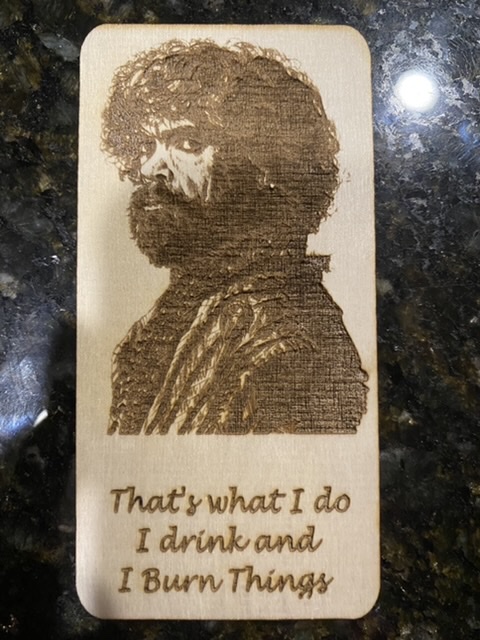 That's what I do
I drink and
I Burn Things